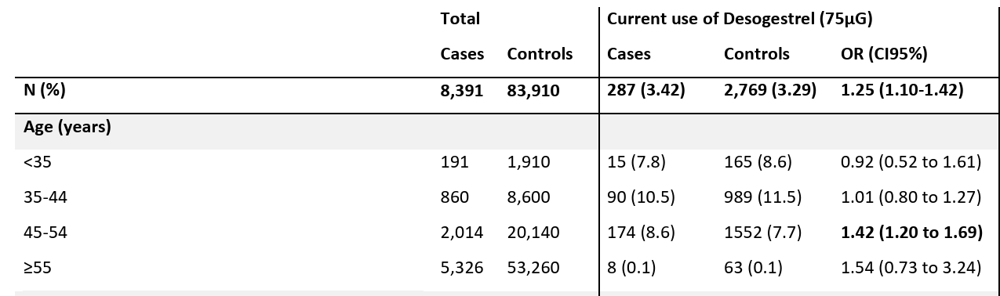 Total Current use of Desogestrel (75µG)
Cases Controls Cases Controls OR (CI95%)
N (%) 8,391 83,910 287 (3.42) 2,769 (3.29) 1.25 (1.10-1.42)
Age (years)
<35 191 1,910 15 (7.8) 165 (8.6) 0.92 (0.52 to 1.61)
35-44 860 8,600 90 (10.5) 989 (11.5) 1.01 (0.80 to 1.27)
45-54 2,014 20,140 174 (8.6) 1552 (7.7) 1.42 (1.20 to 1.69)
≥55 5,326 53,260 8 (0.1) 63 (0.1) 1.54 (0.73 to 3.24)